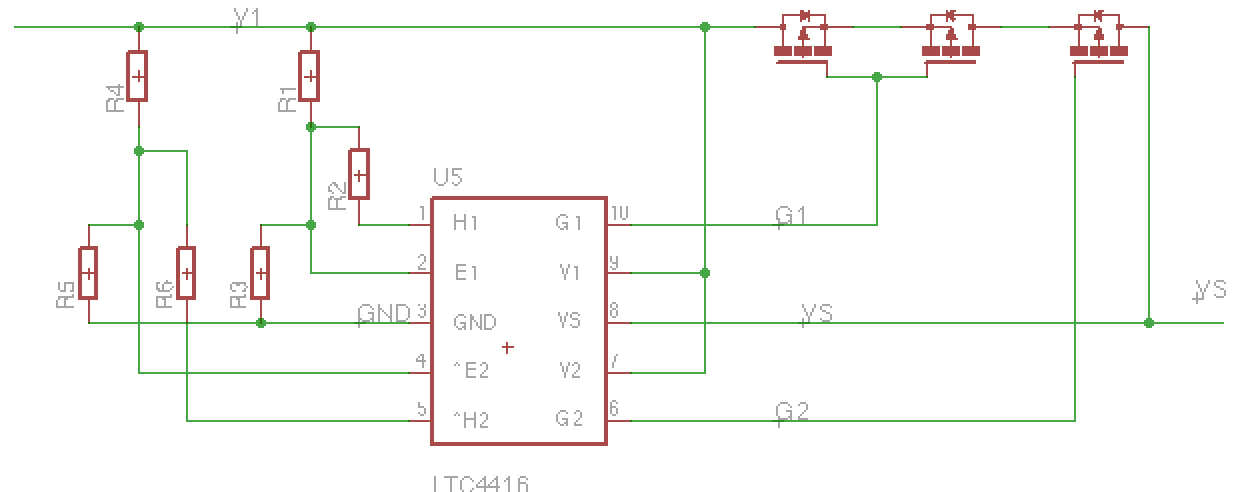 V1
R4
R1
R2
U5
1 H1 G1 10
G1
R5
R6
R3
2 E1 V1 9
VS
GND 3 GND VS 8
VS
4 ^E2 V2 7
5 ^H2 G2 6
G2
LTC4416